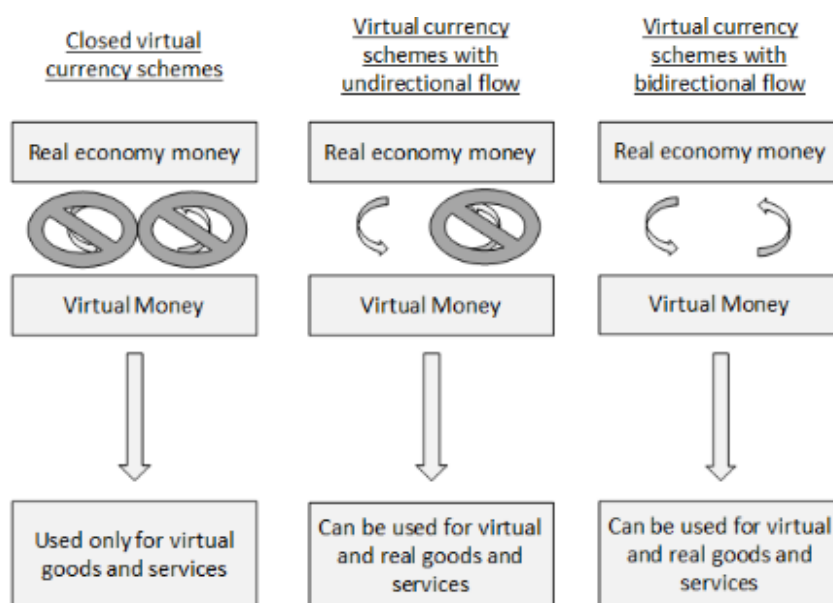 Closed virtual
currency schemes
Virtual currency
schemes with
undirectional flow
Virtual currency
schemes with
bidirectional flow
Real economy money
Real economy money
Real economy money
Virtual Money
Virtual Money
Virtual Money
Used only for virtual
goods and services
Can be used for virtual
and real goods and
services
Can be used for virtual
and real goods and
services